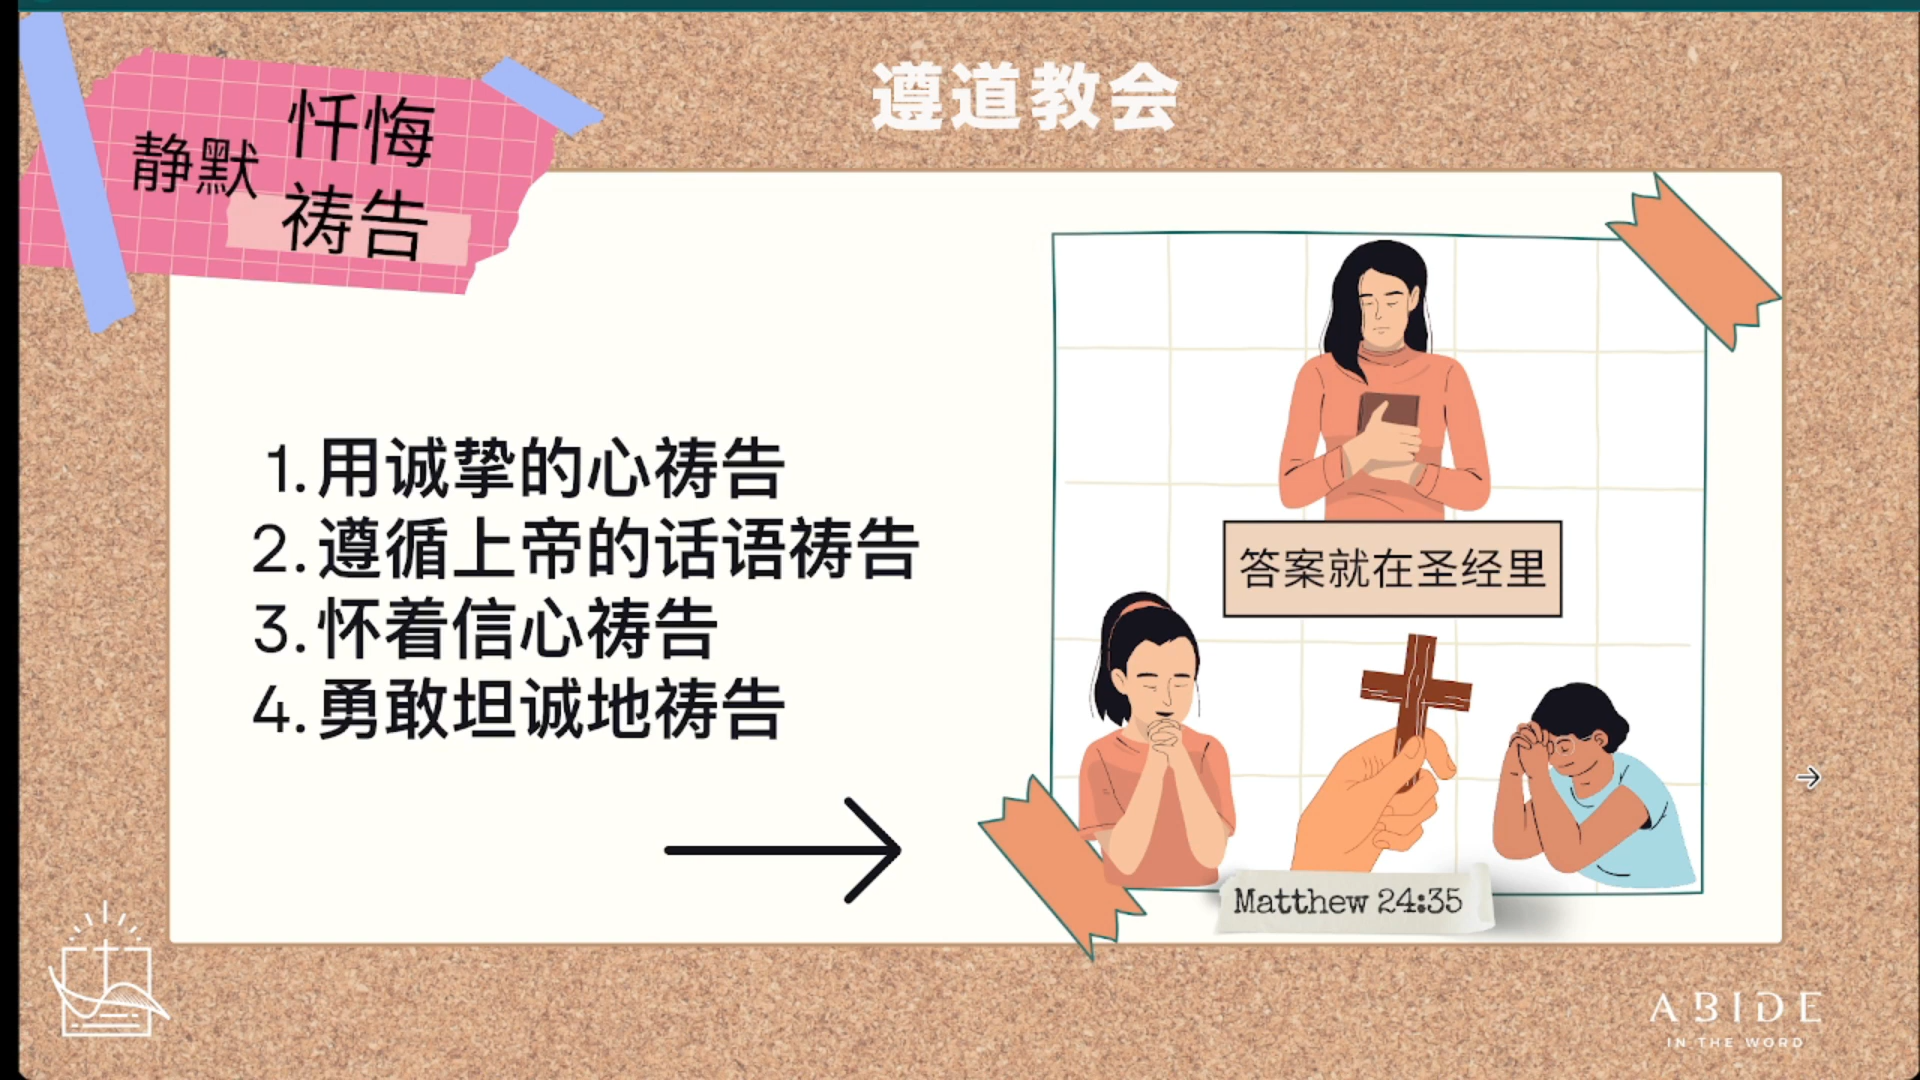 遵道教会
静默
忏悔
祷告
1. 用诚挚的心祷告
2. 遵循上帝的话语祷告
3. 怀着信心祷告
4. 勇敢坦诚地祷告
答案就在圣经里
Matthew 24:35
ABIDE
IN THE WORD